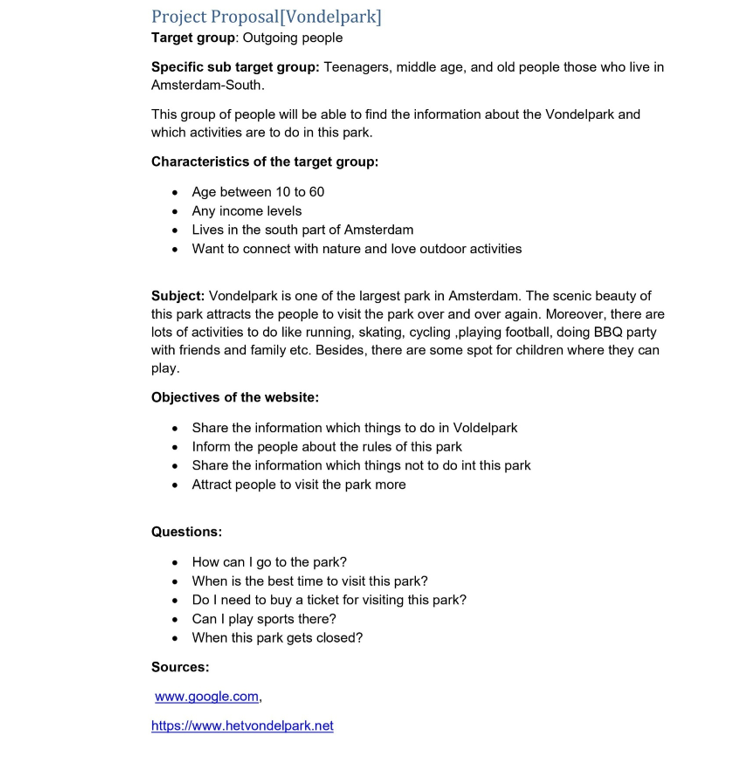 Project Proposal[Vondelpark]
Target group: Outgoing people
Specific sub target group: Teenagers, middle age, and old people those who live in
Amsterdam-South.
This group of people will be able to find the information about the Vondelpark and
which activities are to do in this park.
Characteristics of the target group:
• Age between 10 to 60
• Any income levels
• Lives in the south part of Amsterdam
• Want to connect with nature and love outdoor activities
Subject: Vondelpark is one of the largest park in Amsterdam. The scenic beauty of
this park attracts the people to visit the park over and over again. Moreover, there are
lots of activities to do like running, skating, cycling ,playing football, doing BBQ party
with friends and family etc. Besides, there are some spot for children where they can
play.
Objectives of the website:
• Share the information which things to do in Voldelpark
• Inform the people about the rules of this park
• Share the information which things not to do int this park
• Attract people to visit the park more
Questions:
• How can I go to the park?
• When is the best time to visit this park?
• Do I need to buy a ticket for visiting this park?
• Can I play sports there?
• When this park gets closed?
Sources:
www.google.com,
https://www.hetvondelpark.net